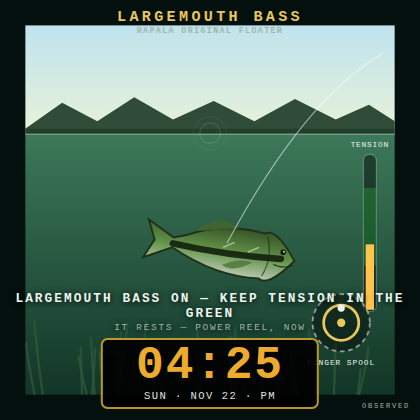 LARGEMOUTH BASS
RAPALA ORIGINAL FLOATER
TENSION
LARGEMOUTH BASS ON — KEEP TENSION IN THE
GREEN
IT RESTS — POWER REEL, NOW
04:25
SUN · NOV 22 · PM
NGER SPOOL
OBSERVED